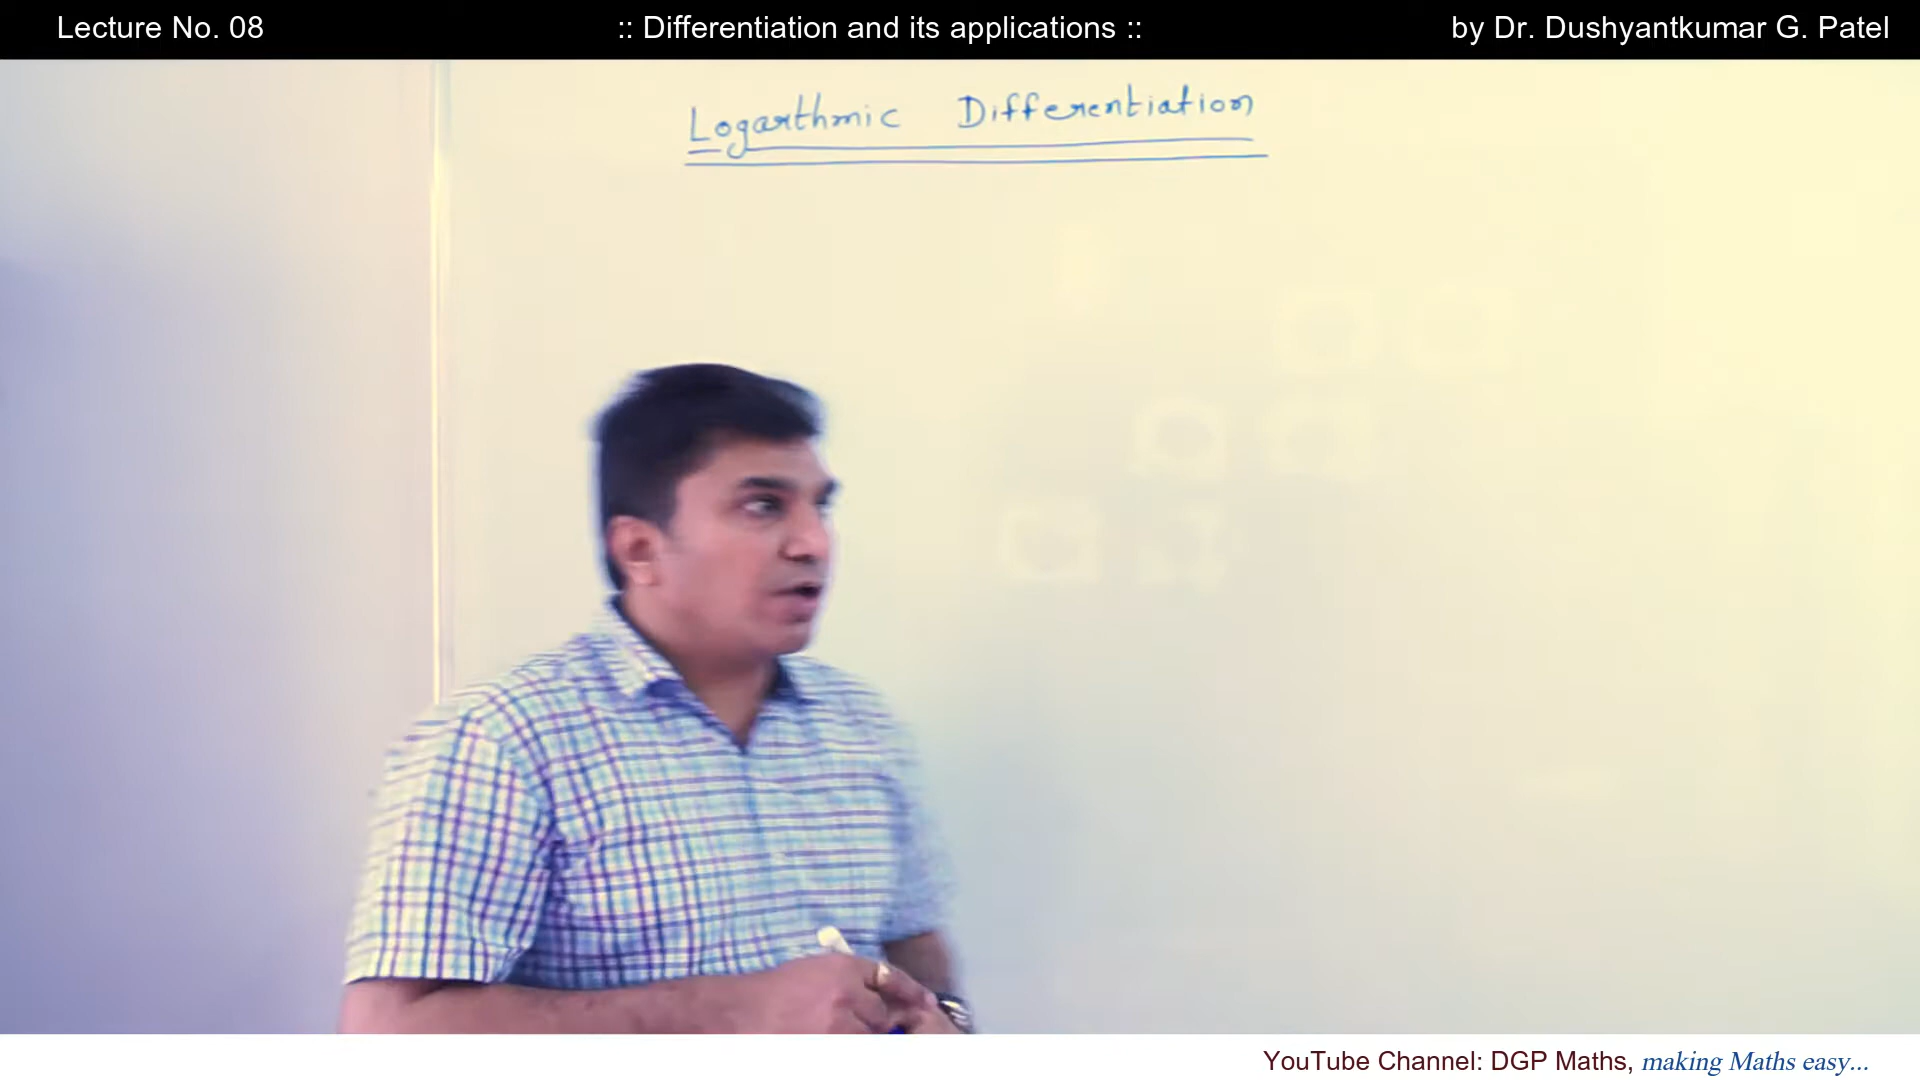 Lecture No. 08 :: Differentiation and its applications :: by Dr. Dushyantkumar G. Patel
Logarthmic Differentiation
YouTube Channel: DGP Maths, making Maths easy...